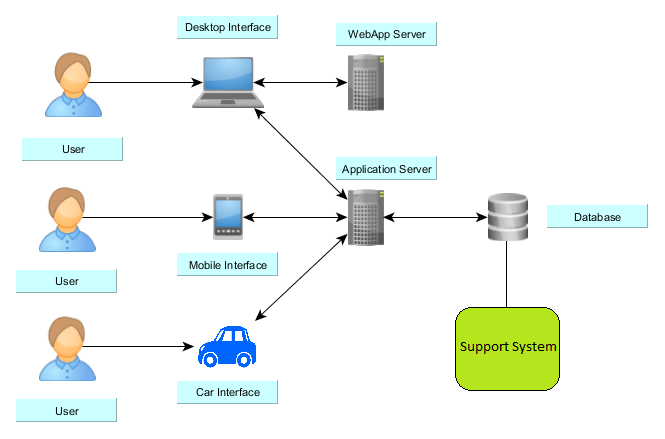 Desktop Interface
WebApp Server
User
Application Server
Database
Mobile Interface
User
Support System
Car Interface
User